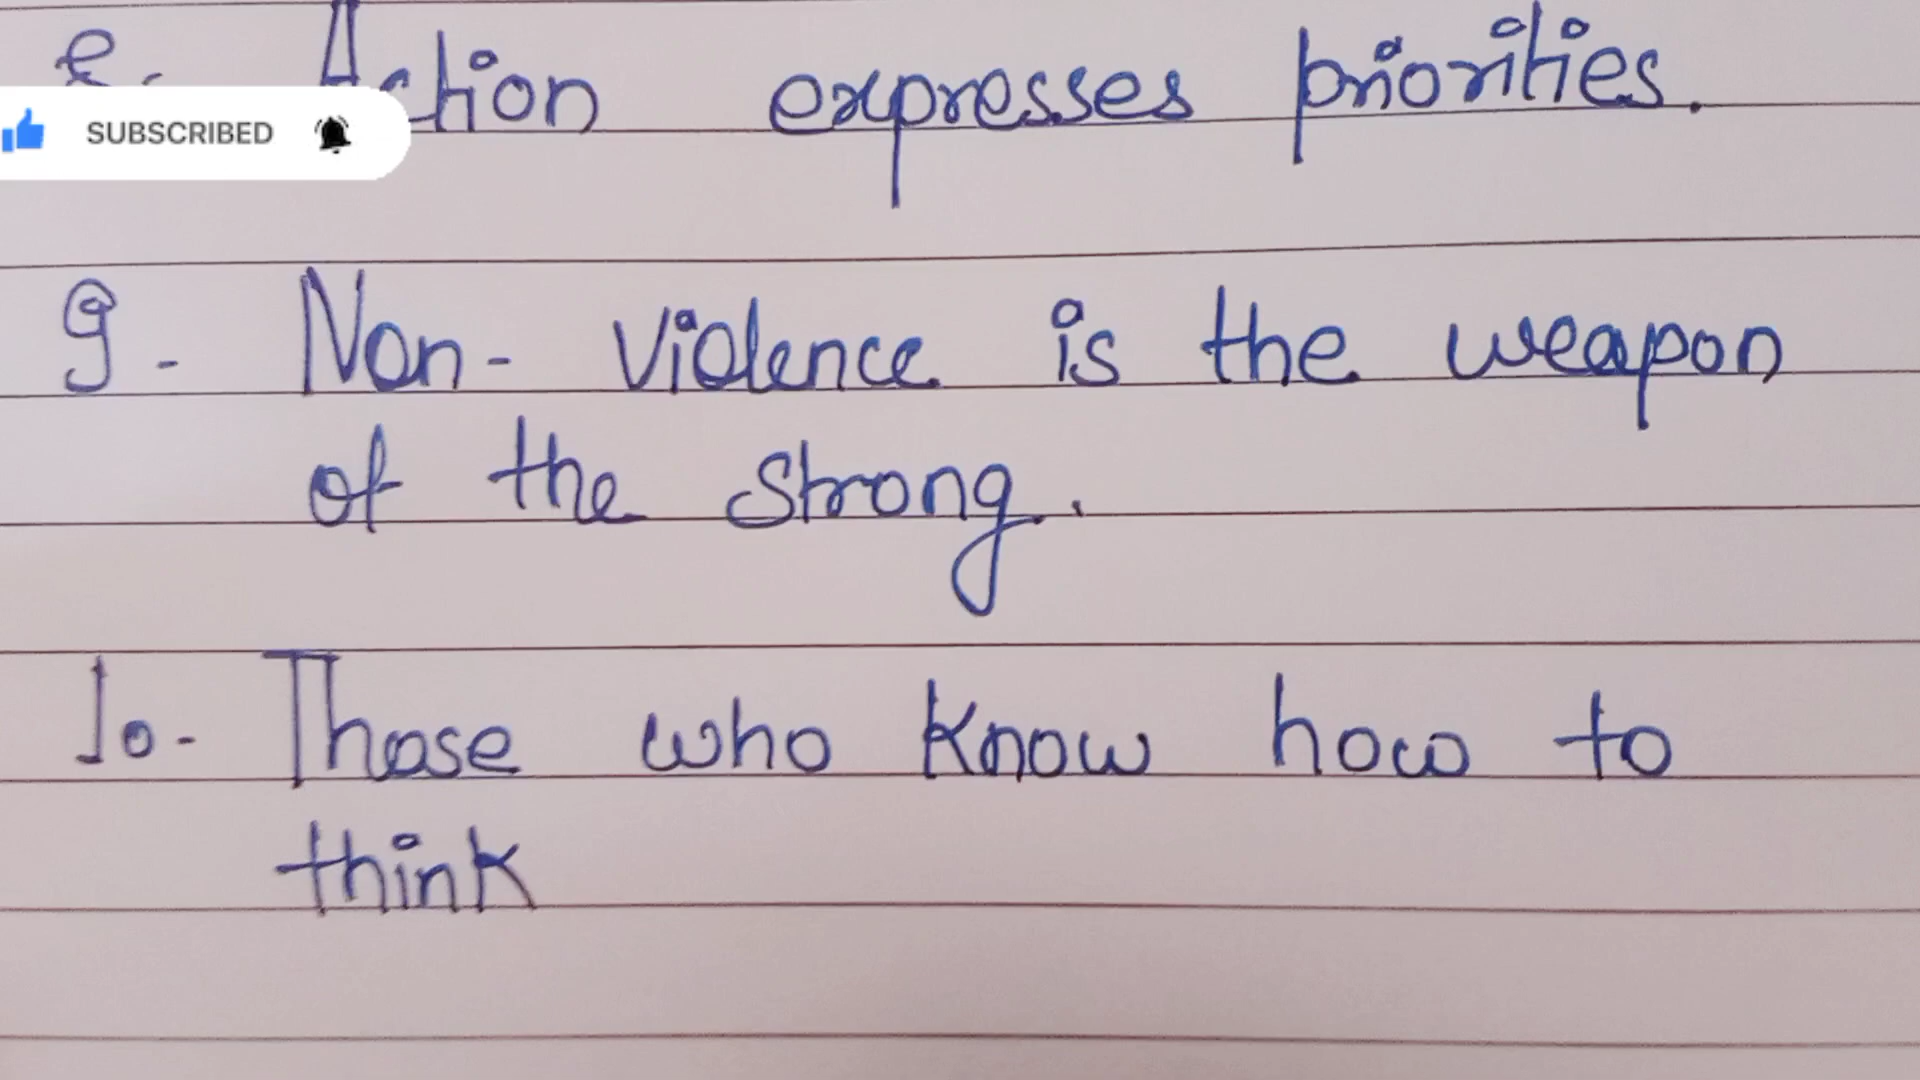 8. Action expresses priorities.
SUBSCRIBED
9- Non- violence is the weapon
of the strong.
10- Those who know how to
think